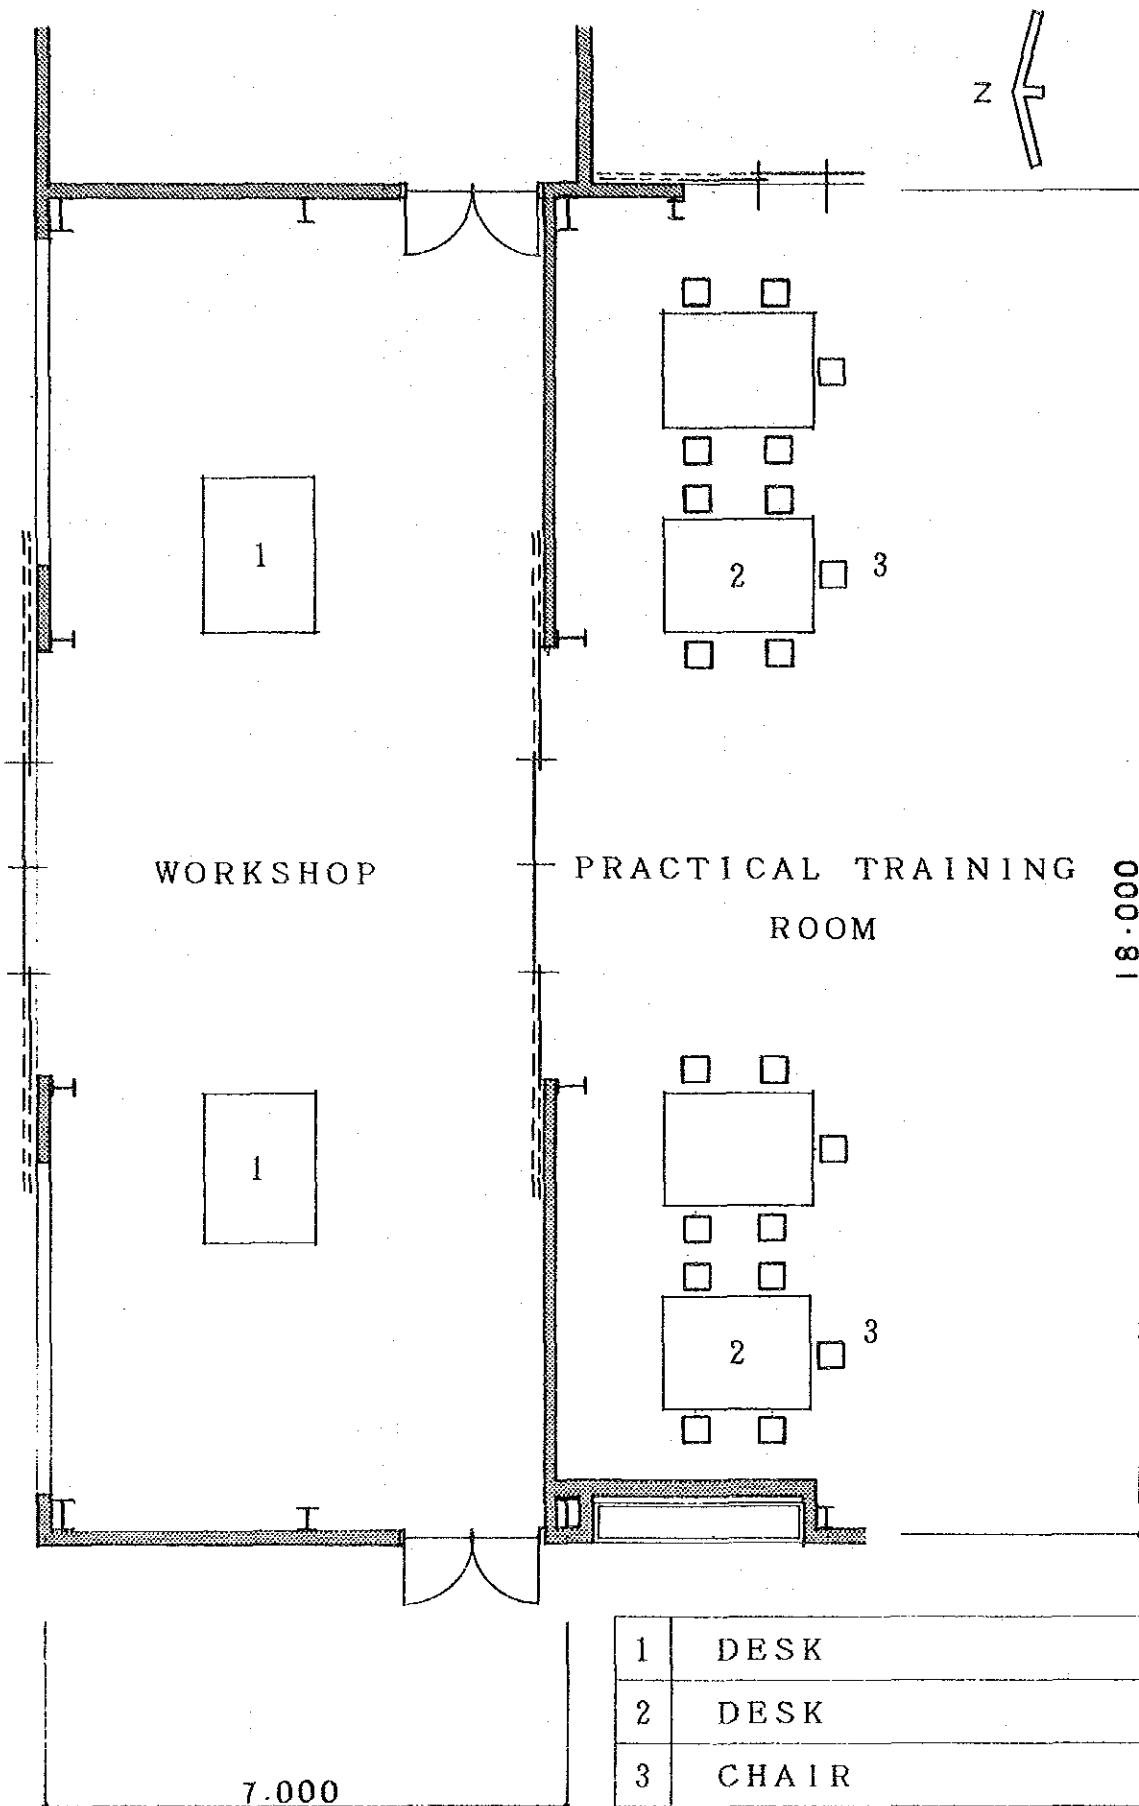 N
1
2
3
WORKSHOP
PRACTICAL TRAINING
ROOM
18.000
1
2
3
1 DESK
2 DESK
3 CHAIR
7.000